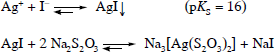 Ag⁺ + I⁻ ⇌ AgI↓ (pKₛ = 16)
AgI + 2 Na₂S₂O₃ ⇌ Na₃[Ag(S₂O₃)₂] + NaI